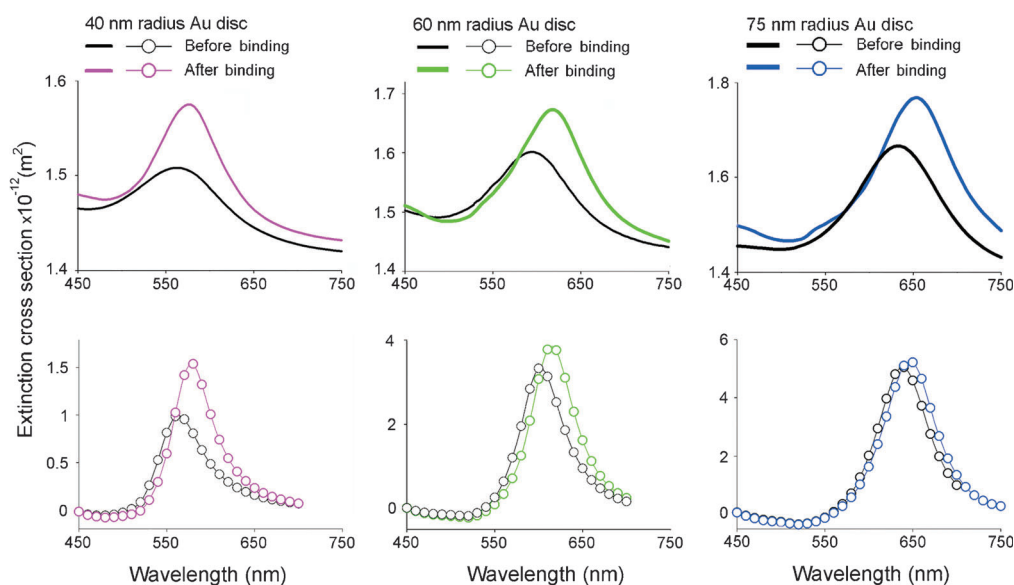 40 nm radius Au disc
Before binding
After binding
60 nm radius Au disc
Before binding
After binding
75 nm radius Au disc
Before binding
After binding
Extinction cross section ×10⁻¹²(m²)
1.6
1.5
1.4
450 550 650 750
1.7
1.6
1.5
1.4
450 550 650 750
1.8
1.6
1.4
450 550 650 750
1.5
1
0.5
0
450 550 650 750
4
2
0
450 550 650 750
6
4
2
0
450 550 650 750
Wavelength (nm)
Wavelength (nm)
Wavelength (nm)